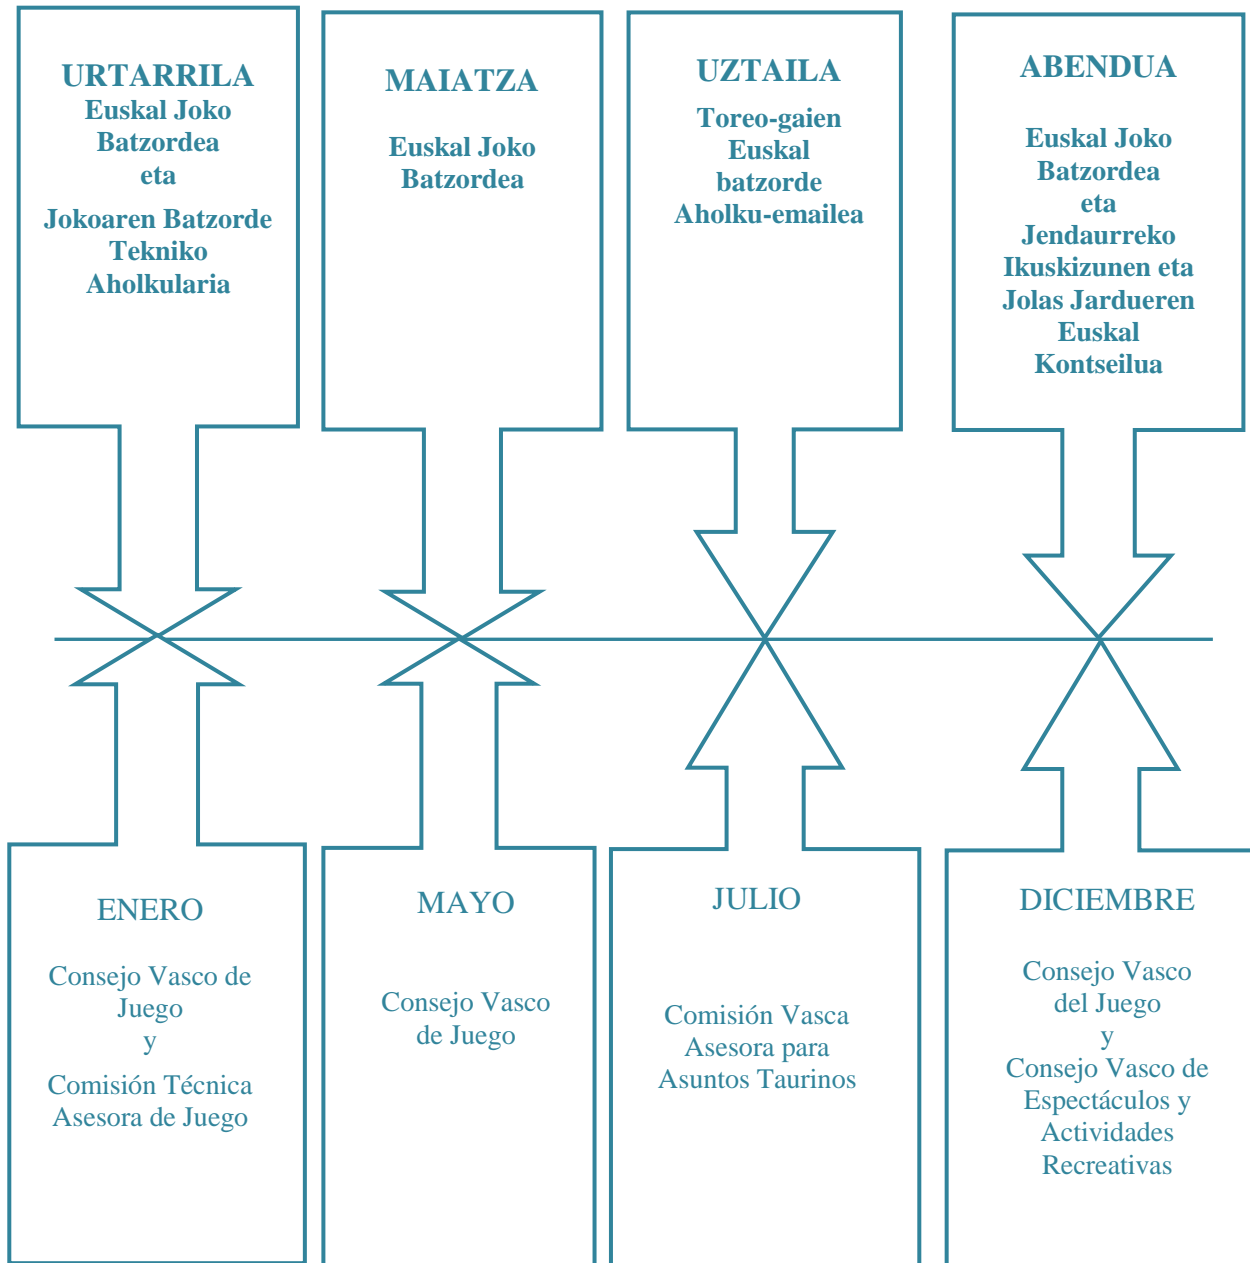 URTARRILA
Euskal Joko
Batzordea
eta
Jokoaren Batzorde
Tekniko
Aholkularia
MAIATZA
Euskal Joko
Batzordea
UZTAILA
Toreo-gaien
Euskal
batzorde
Aholku-emailea
ABENDUA
Euskal Joko
Batzordea
eta
Jendaurreko
Ikuskizunen eta
Jolas Jardueren
Euskal
Kontseilua
ENERO
Consejo Vasco de
Juego
y
Comisión Técnica
Asesora de Juego
MAYO
Consejo Vasco
de Juego
JULIO
Comisión Vasca
Asesora para
Asuntos Taurinos
DICIEMBRE
Consejo Vasco
del Juego
y
Consejo Vasco de
Espectáculos y
Actividades
Recreativas